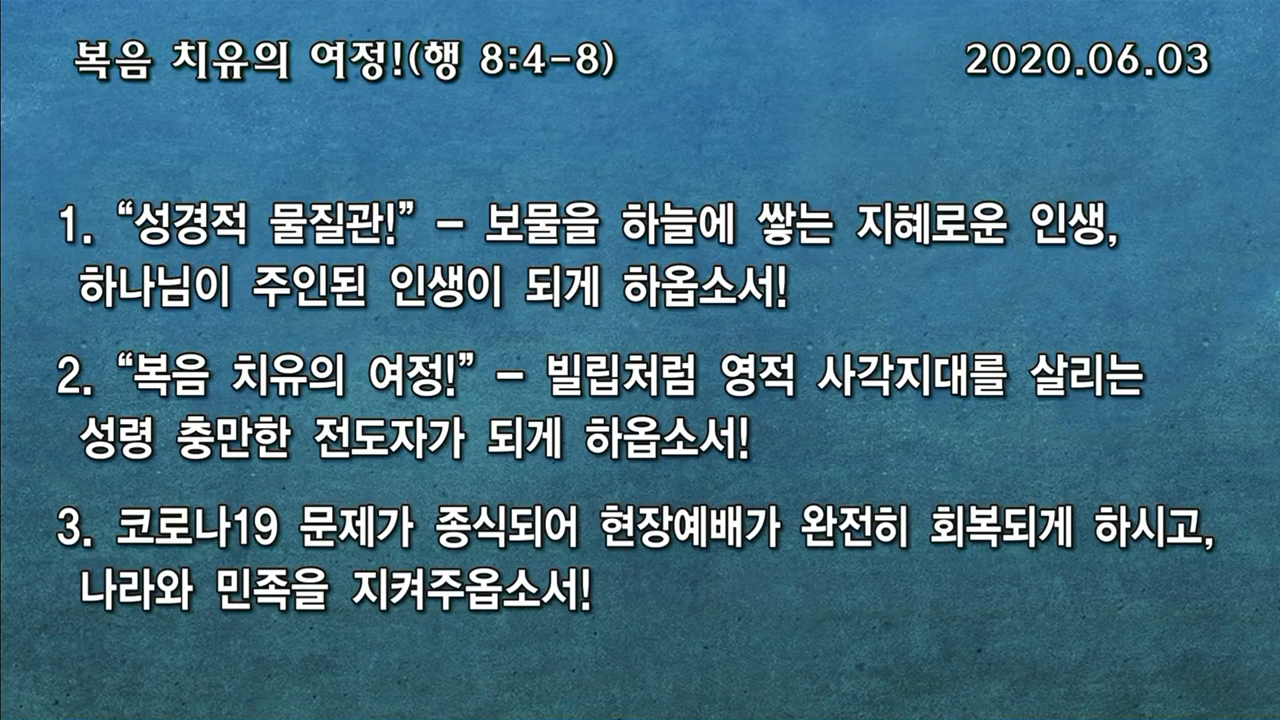 복음 치유의 여정!(행 8:4-8) 2020.06.03
1. “성경적 물질관!” - 보물을 하늘에 쌓는 지혜로운 인생,
하나님이 주인된 인생이 되게 하옵소서!
2. “복음 치유의 여정!” - 빌립처럼 영적 사각지대를 살리는
성령 충만한 전도자가 되게 하옵소서!
3. 코로나19 문제가 종식되어 현장예배가 완전히 회복되게 하시고,
나라와 민족을 지켜주옵소서!